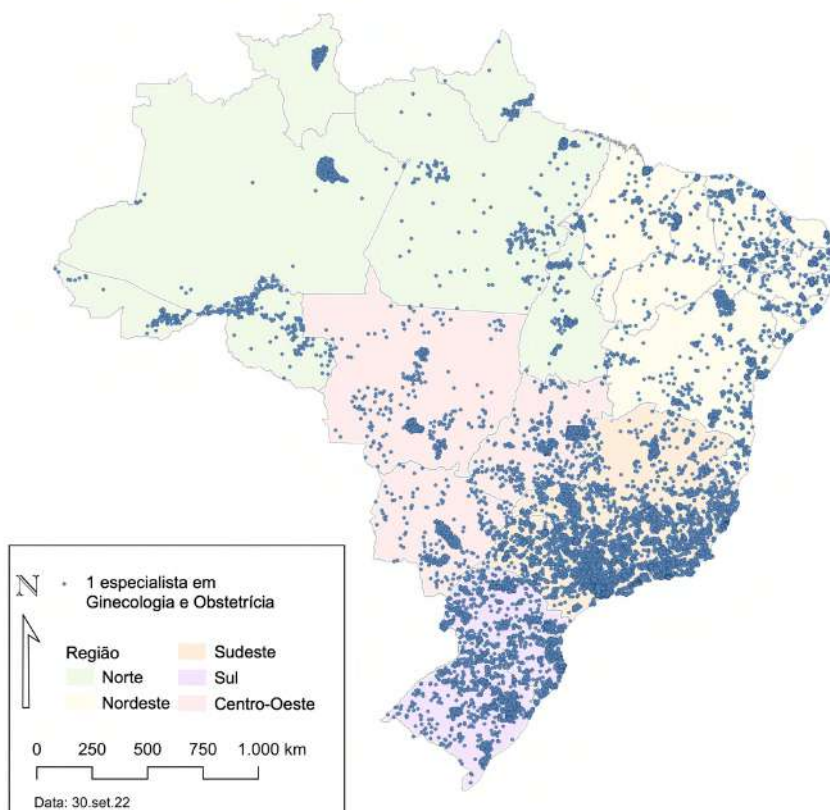 N
1 especialista em
Ginecologia e Obstetrícia
Região
Norte
Nordeste
Sudeste
Sul
Centro-Oeste
0 250 500 750 1.000 km
Data: 30.set.22